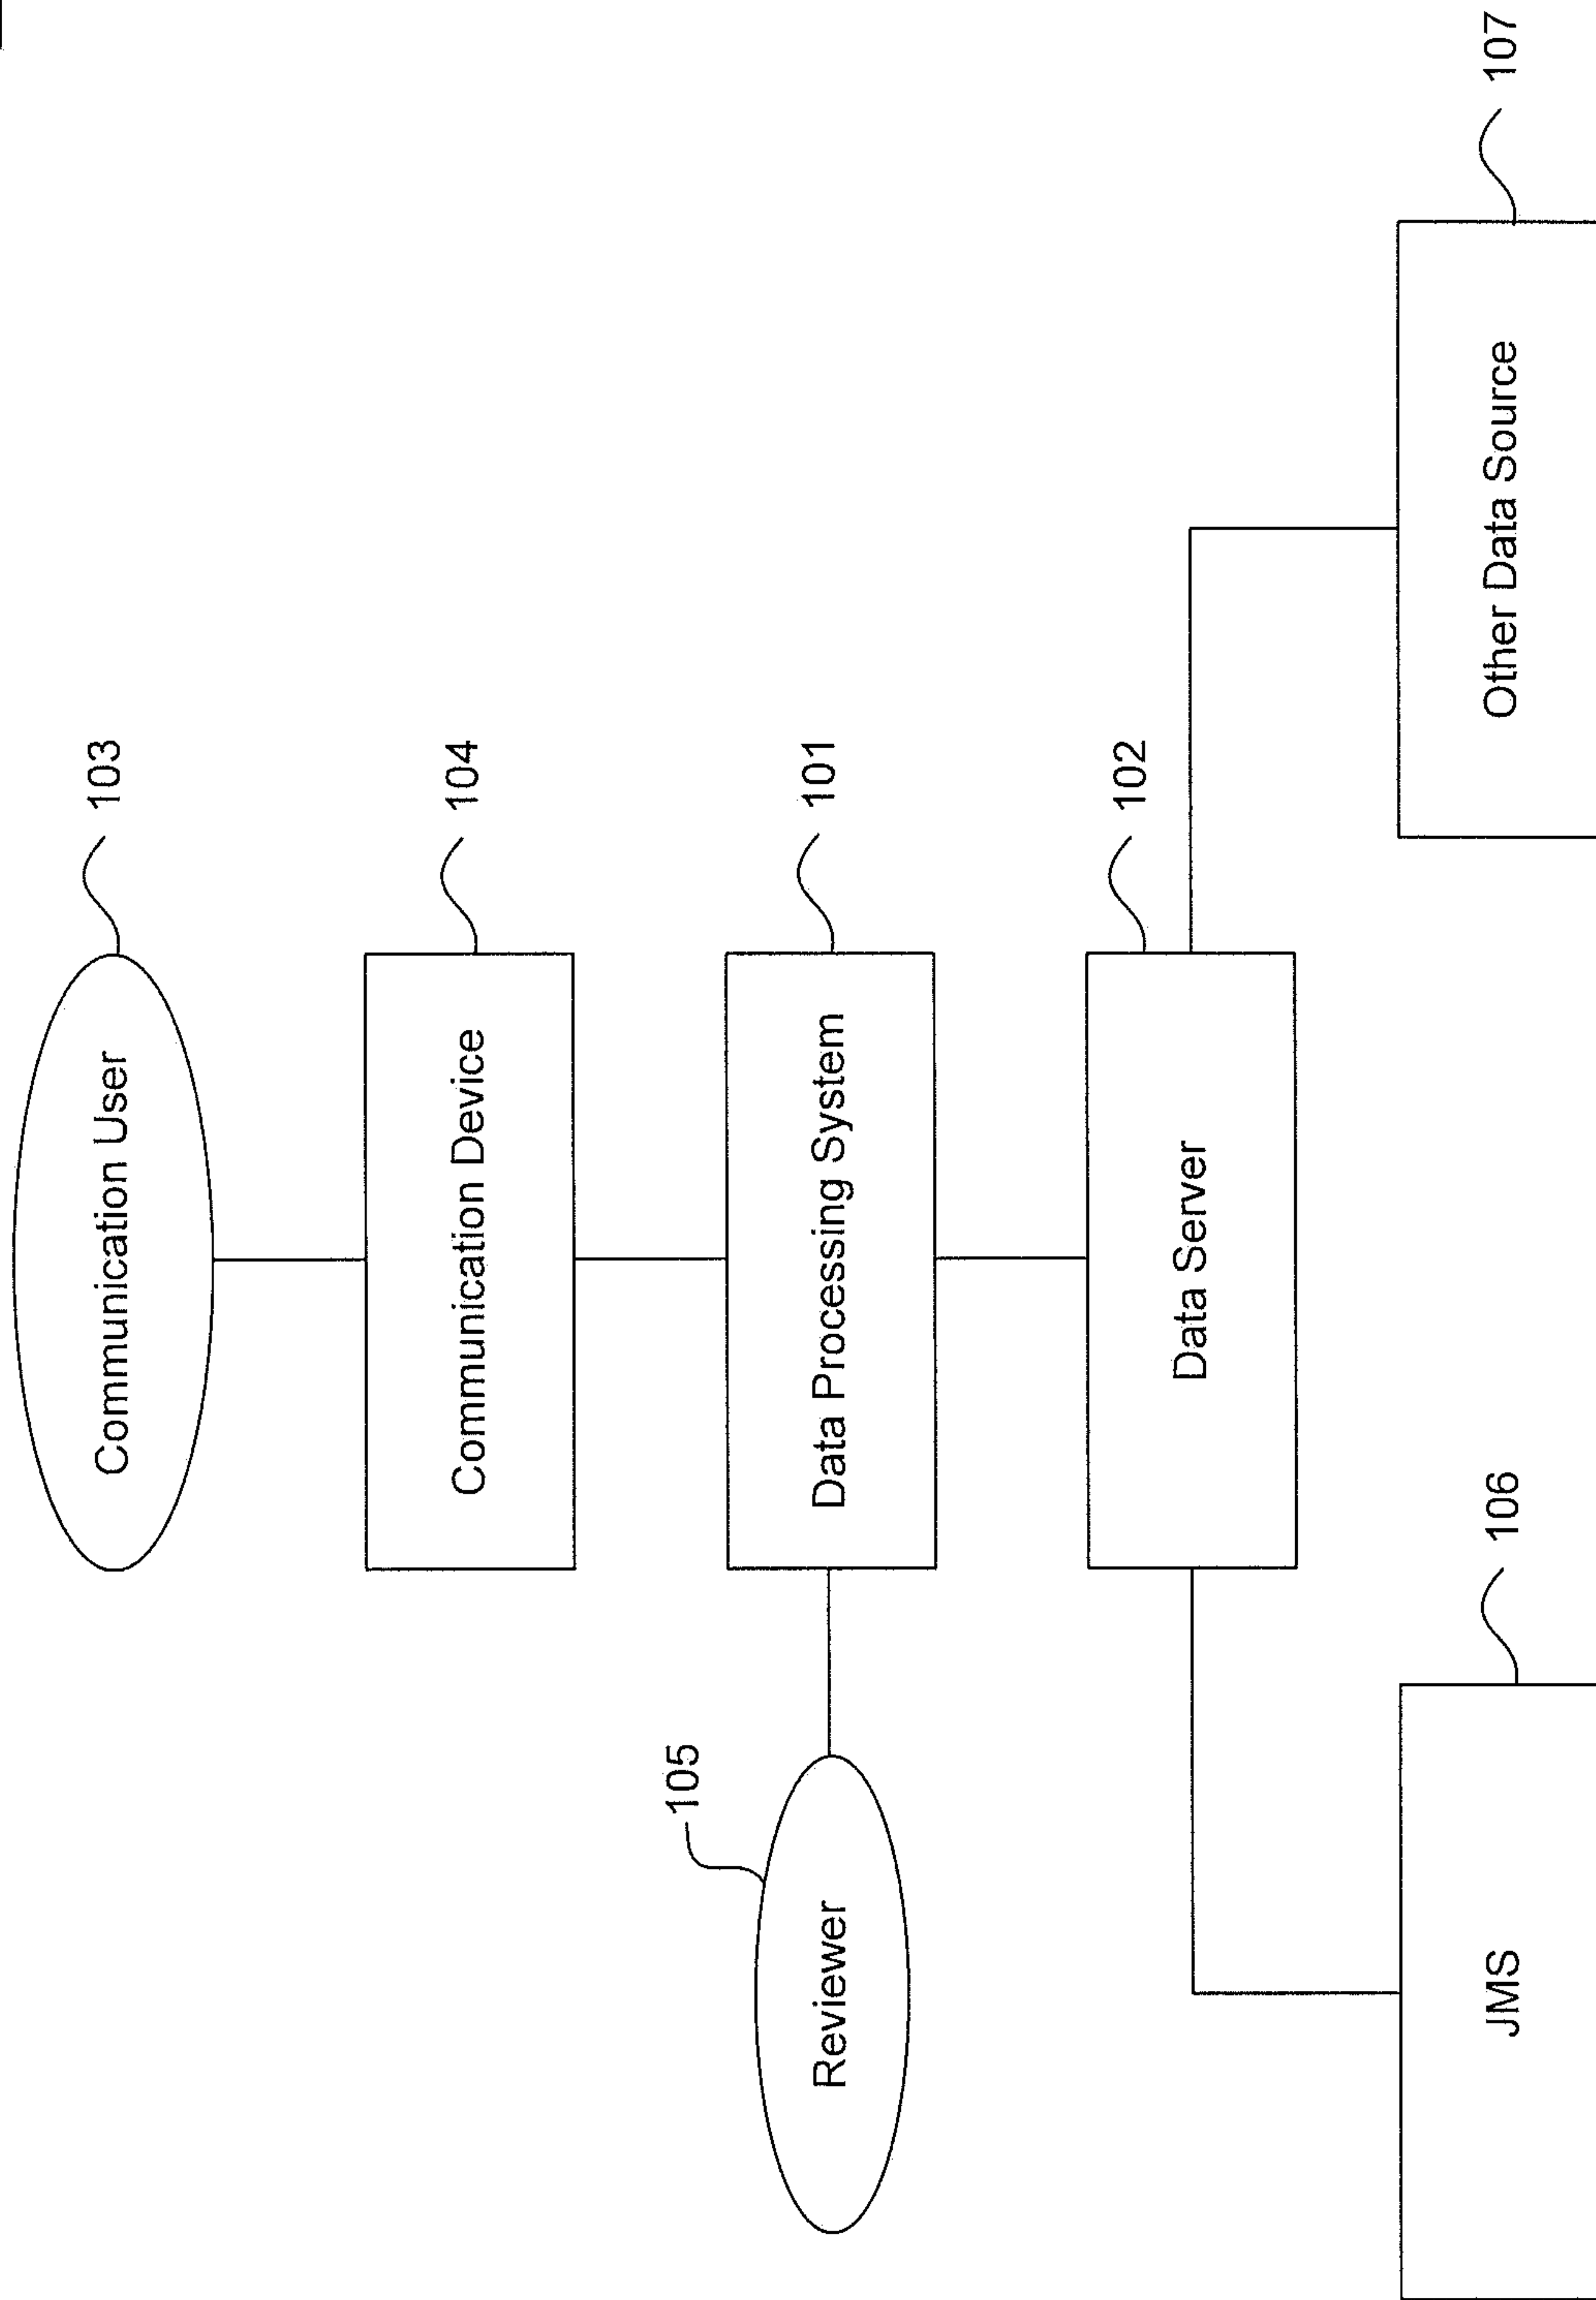 Communication User
103
Communication Device
104
105
Reviewer
Data Processing System
101
Data Server
102
JMS
106
Other Data Source
107